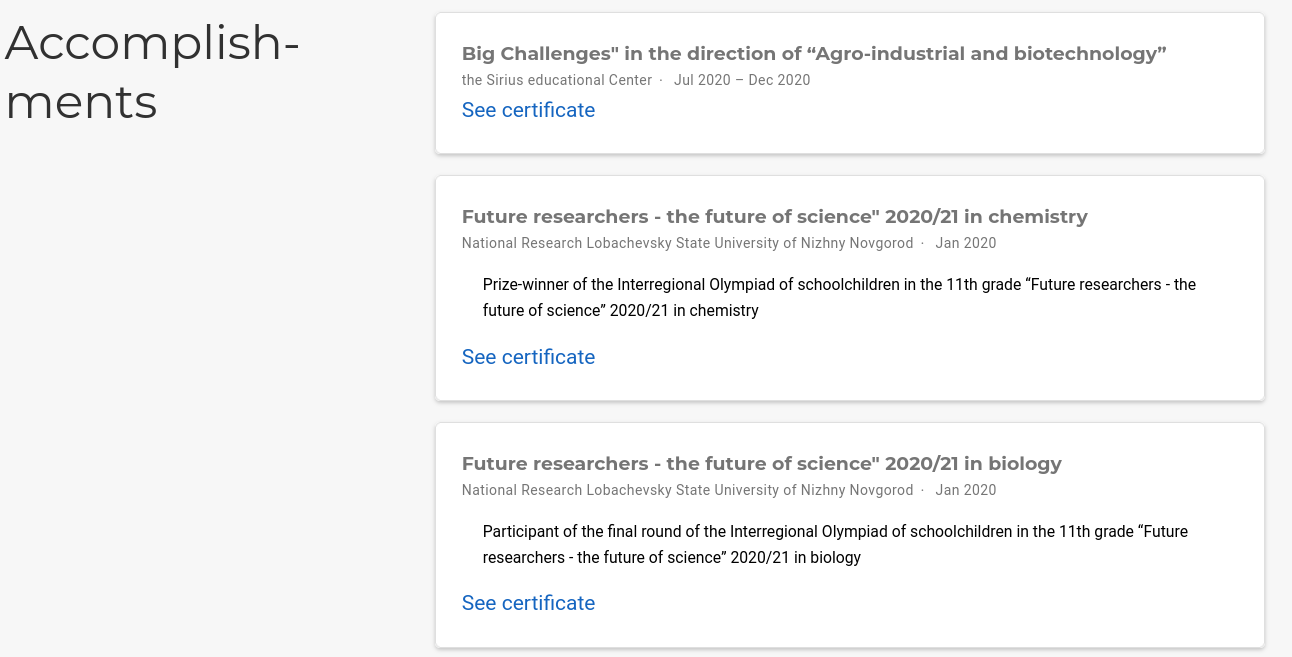 Accomplish-
ments
Big Challenges" in the direction of “Agro-industrial and biotechnology”
the Sirius educational Center · Jul 2020 – Dec 2020
See certificate
Future researchers - the future of science" 2020/21 in chemistry
National Research Lobachevsky State University of Nizhny Novgorod · Jan 2020
Prize-winner of the Interregional Olympiad of schoolchildren in the 11th grade “Future researchers - the
future of science” 2020/21 in chemistry
See certificate
Future researchers - the future of science" 2020/21 in biology
National Research Lobachevsky State University of Nizhny Novgorod · Jan 2020
Participant of the final round of the Interregional Olympiad of schoolchildren in the 11th grade “Future
researchers - the future of science” 2020/21 in biology
See certificate